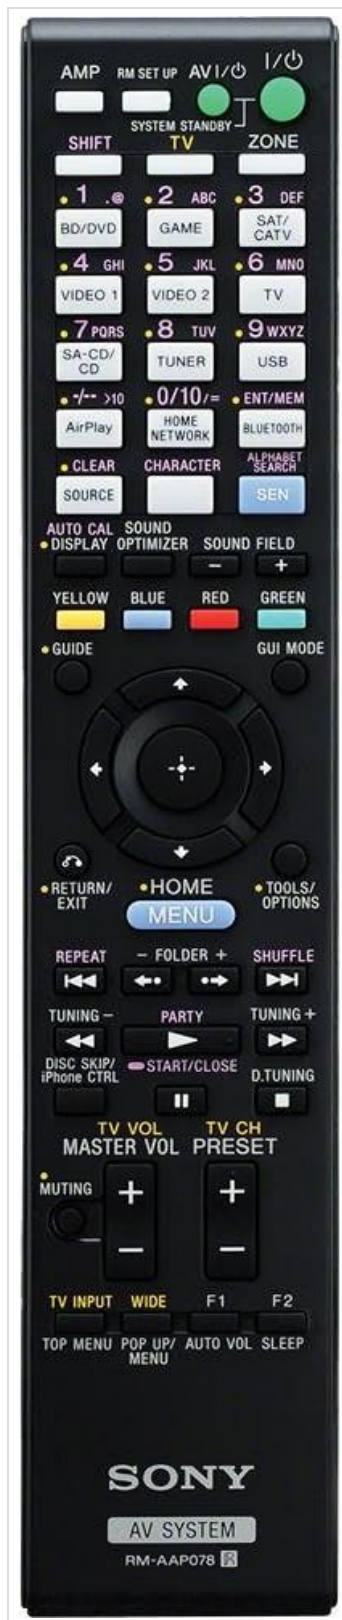 AMP RM SET UP AV I/⏻ I/⏻
SYSTEM STANDBY
SHIFT TV ZONE
1 .@ 2 ABC 3 DEF
BD/DVD GAME SAT/
CATV
4 GHI 5 JKL 6 MNO
VIDEO 1 VIDEO 2 TV
7 PQRS 8 TUV 9 WXYZ
SA-CD/
CD TUNER USB
-/-- >10 0/10/= ENT/MEM
AirPlay HOME
NETWORK BLUETOOTH
CLEAR CHARACTER ALPHABET
SEARCH
SOURCE SEN
AUTO CAL SOUND
DISPLAY OPTIMIZER SOUND FIELD
– +
YELLOW BLUE RED GREEN
GUIDE GUI MODE
RETURN/
EXIT HOME TOOLS/
OPTIONS
MENU
REPEAT – FOLDER + SHUFFLE
TUNING – PARTY TUNING +
DISC SKIP/
iPhone CTRL START/CLOSE D.TUNING
TV VOL TV CH
MASTER VOL PRESET
MUTING + +
– –
TV INPUT WIDE F1 F2
TOP MENU POP UP/
MENU AUTO VOL SLEEP
SONY
AV SYSTEM
RM-AAP078 R